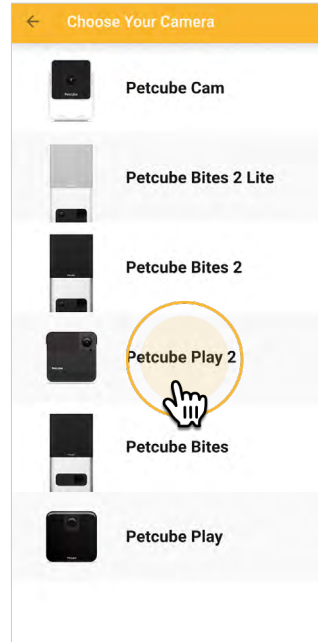 Choose Your Camera
Petcube Cam
Petcube Bites 2 Lite
Petcube Bites 2
Petcube Play 2
Petcube Bites
Petcube Play